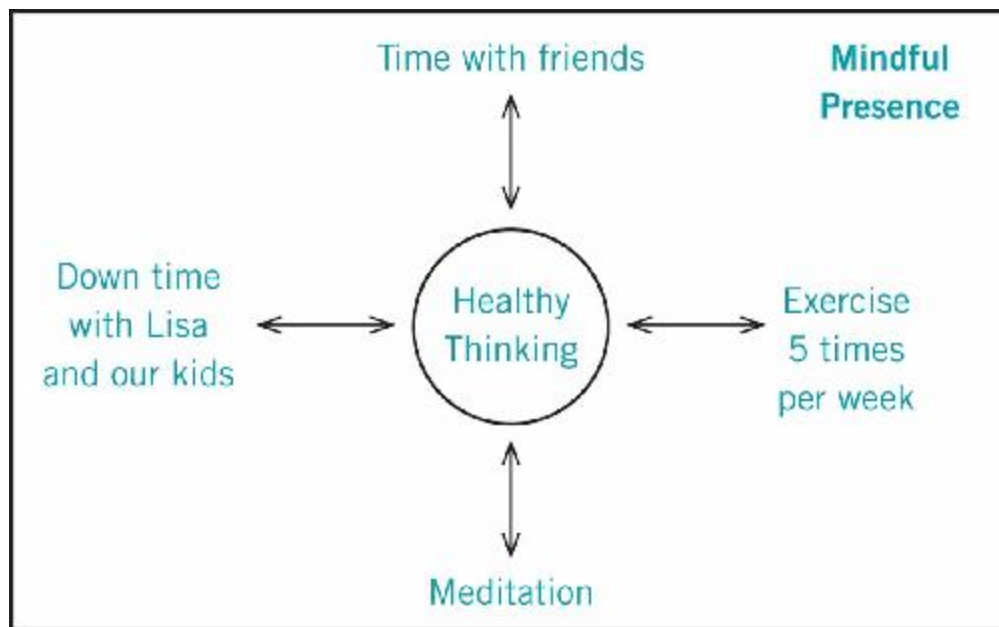 Time with friends
Mindful
Presence
Down time
with Lisa
and our kids
Healthy
Thinking
Exercise
5 times
per week
Meditation